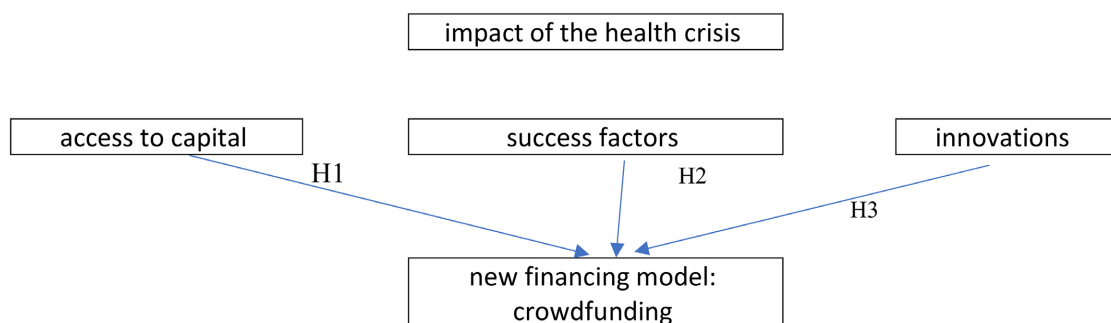 impact of the health crisis
access to capital
success factors
innovations
H1
H2
H3
new financing model:
crowdfunding